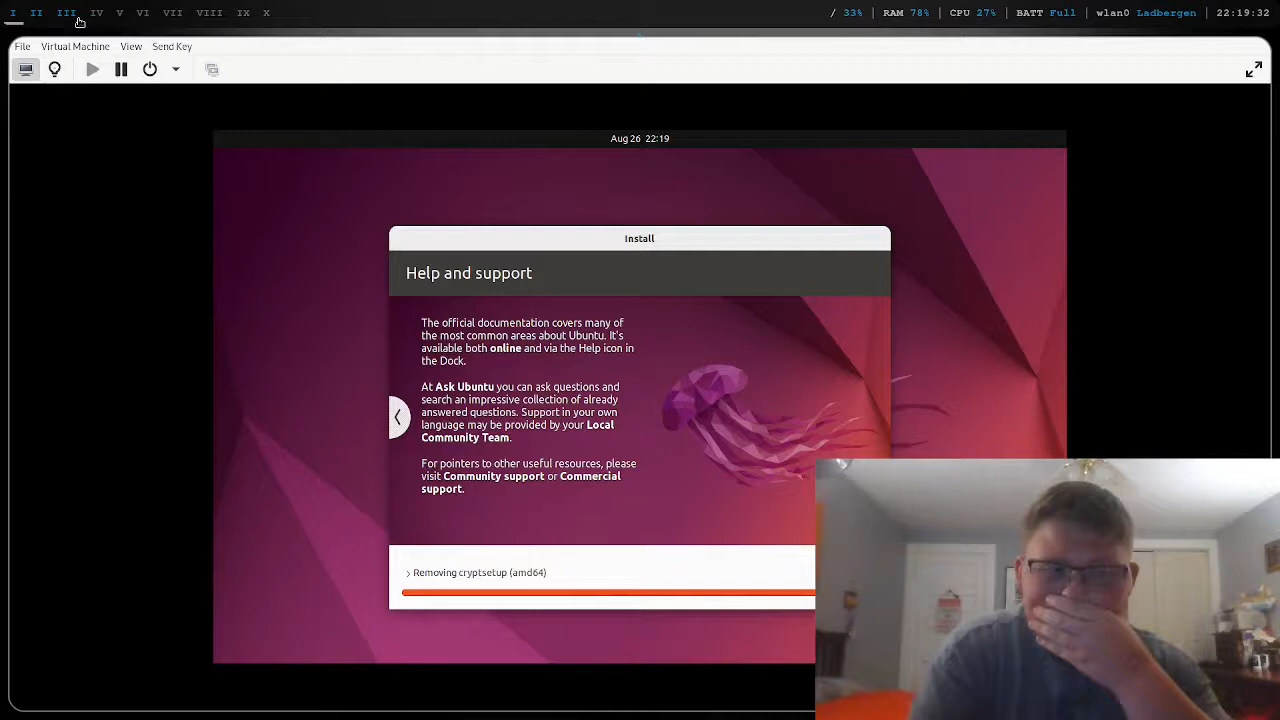 I II III IV V VI VII VIII IX X / 33% | RAM 78% | CPU 27% | BATT Full | wlan0 Ladbergen | 22:19:32
File Virtual Machine View Send Key
Aug 26 22:19
Install
Help and support
The official documentation covers many of
the most common areas about Ubuntu. It's
available both online and via the Help icon in
the Dock.
At Ask Ubuntu you can ask questions and
search an impressive collection of already
answered questions. Support in your own
language may be provided by your Local
Community Team.
For pointers to other useful resources, please
visit Community support or Commercial
support.
Removing cryptsetup (amd64)